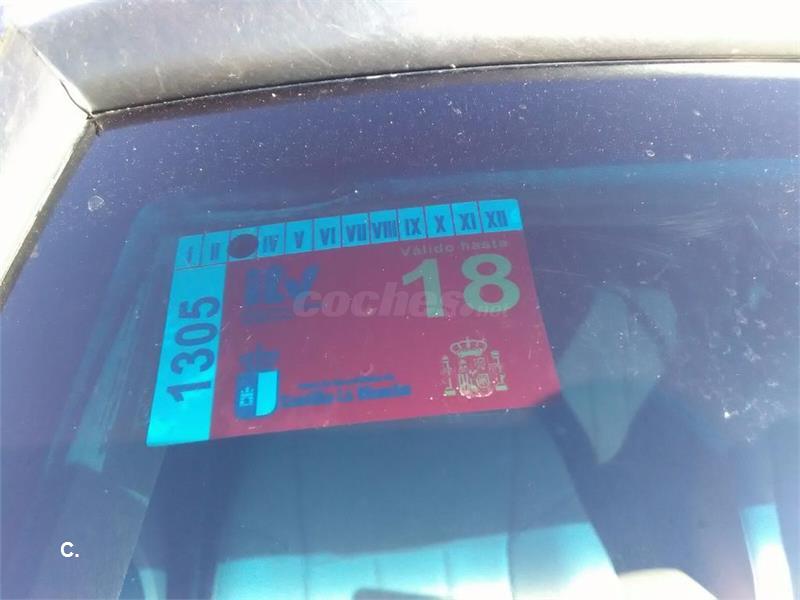 I II IV V VI VII VIII IX X XI XII
Válido hasta
itv
18
1305
coches.net
Castilla-La Mancha
C.